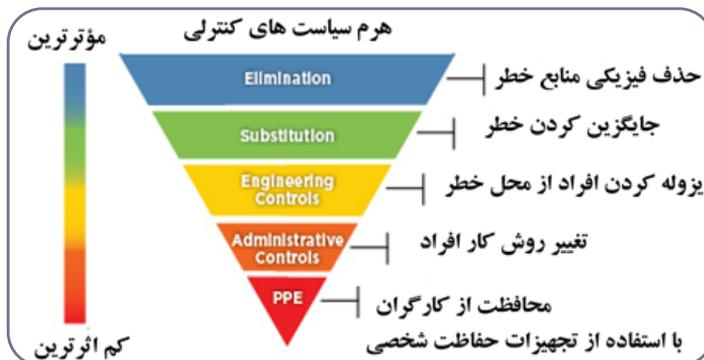 هرم سیاست های کنترلی
مؤثرترین
Elimination
حذف فیزیکی منابع خطر
Substitution
جایگزین کردن خطر
Engineering
Controls
یزوله کردن افراد از محل خطر
Administrative
Controls
تغییر روش کار افراد
PPE
محافظت از کارگران
با استفاده از تجهیزات حفاظت شخصی
کم اثرترین